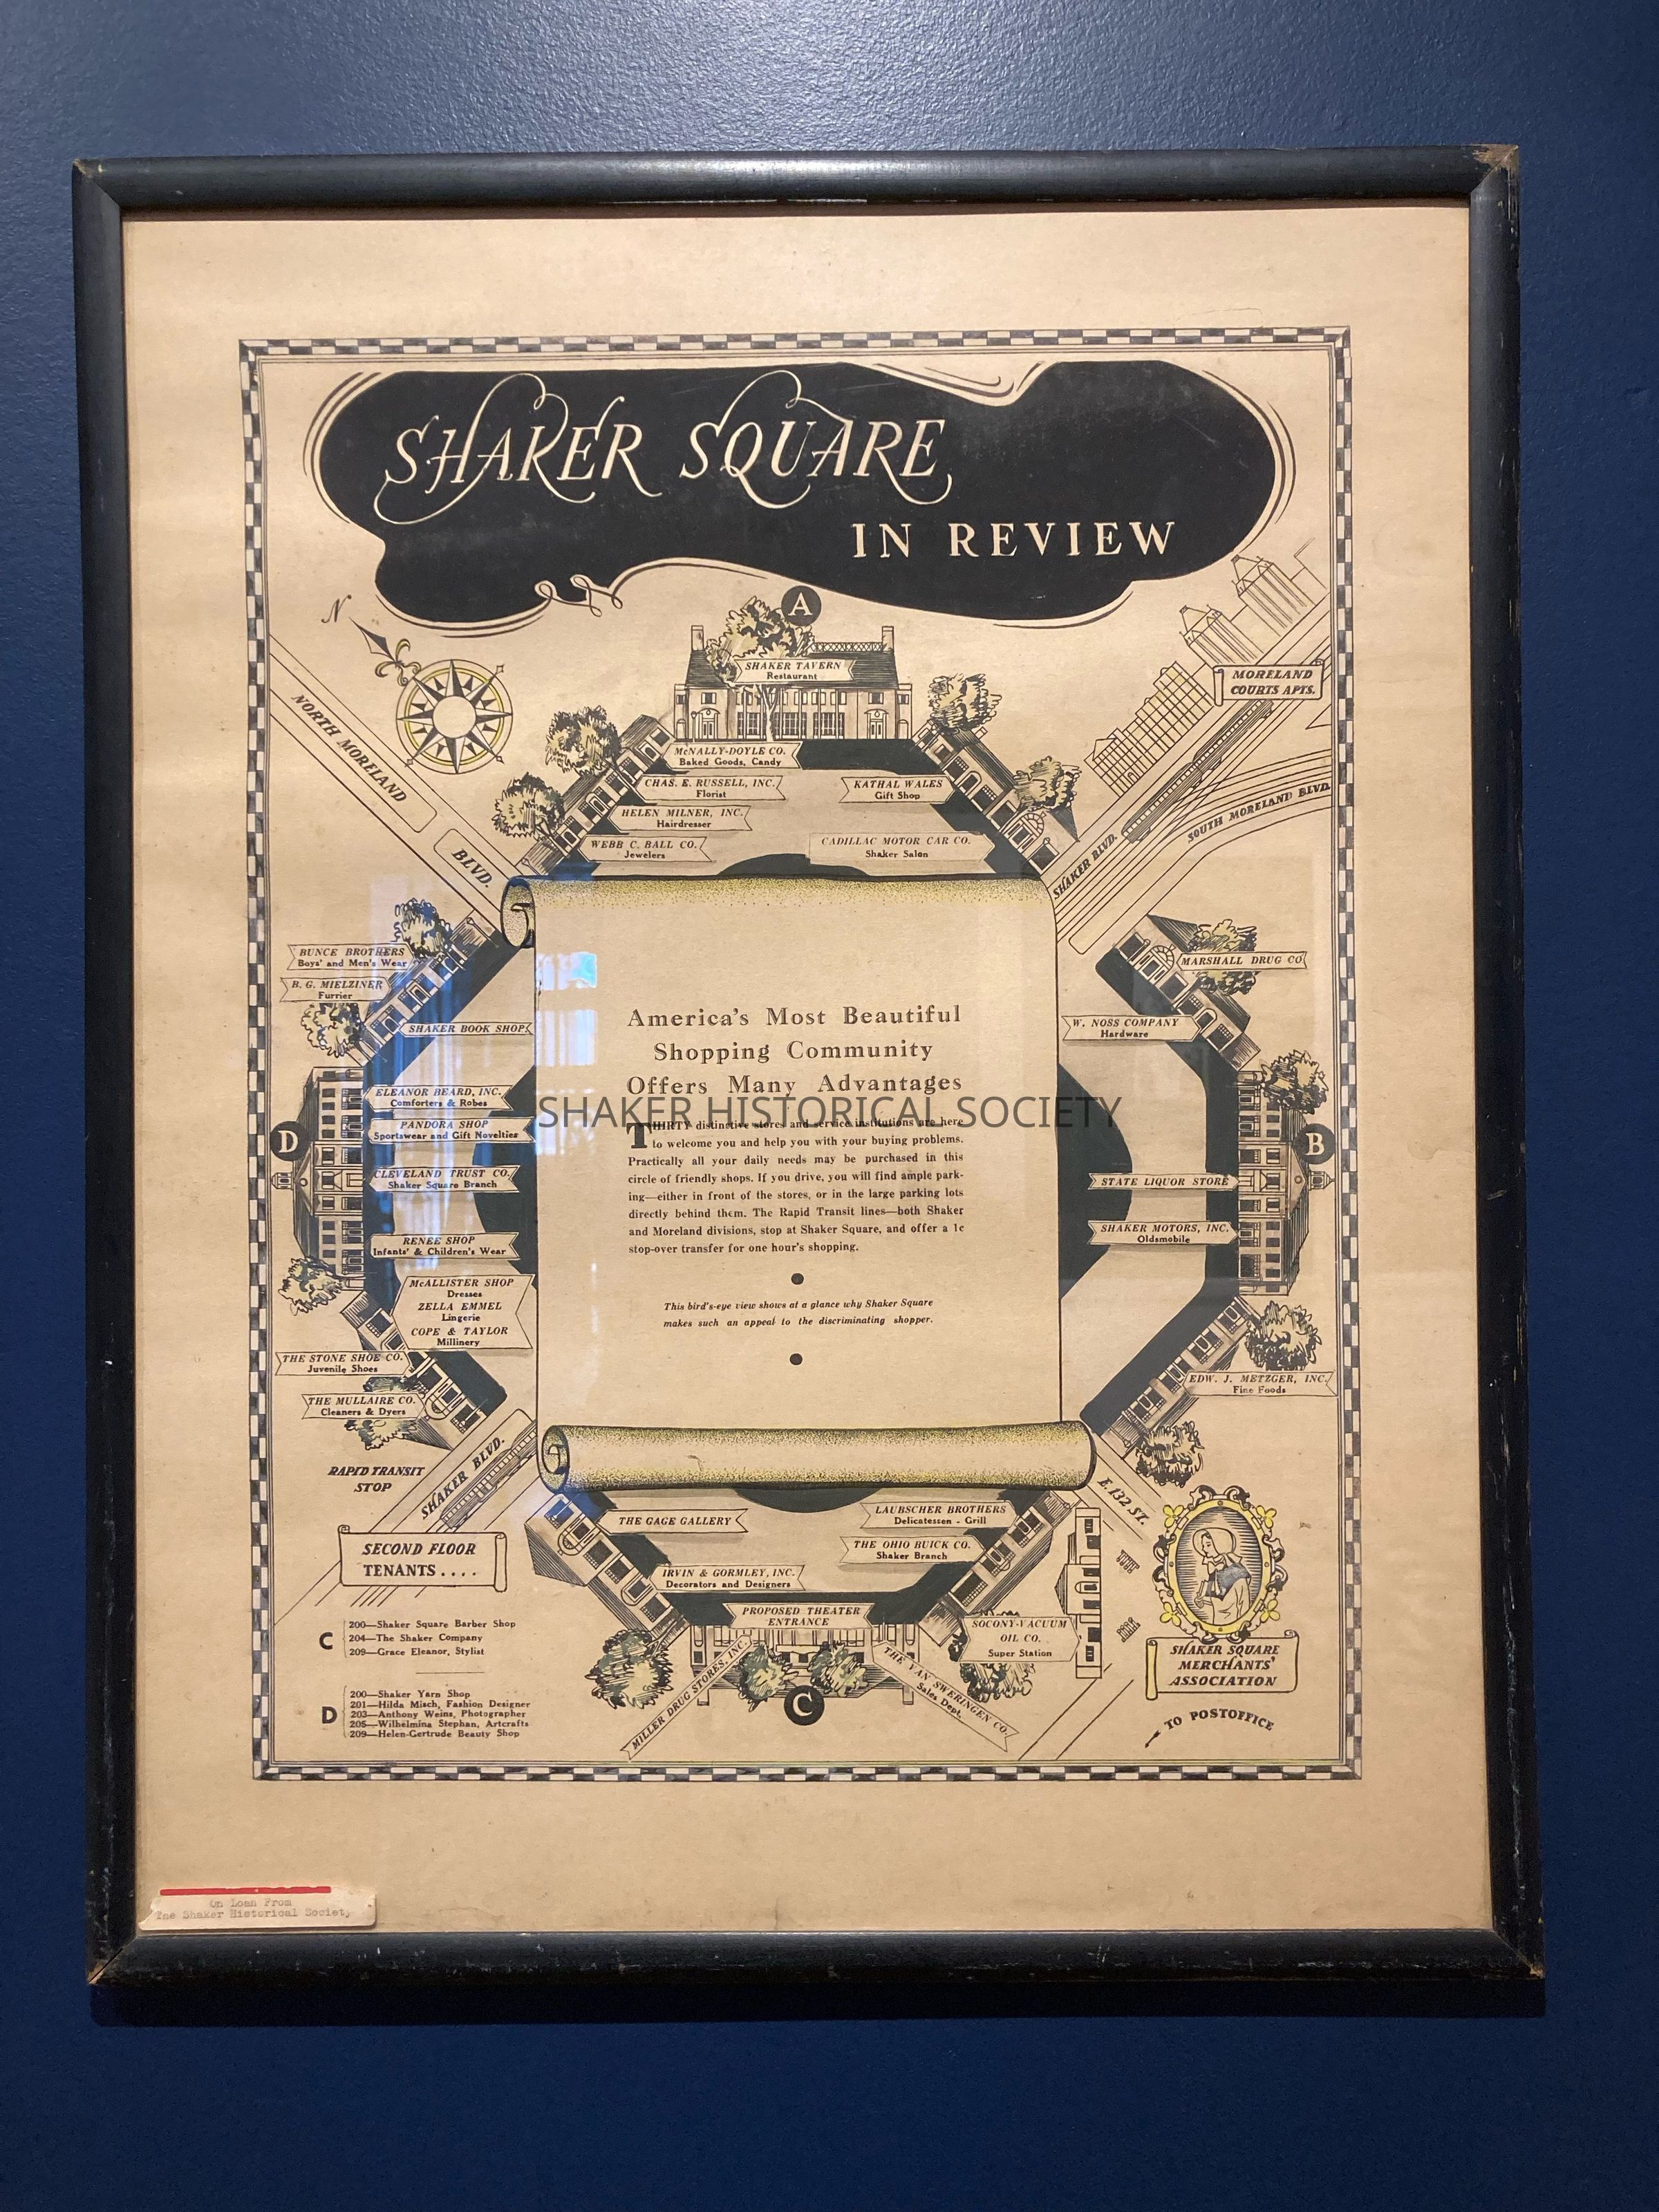 SHAKER SQUARE
IN REVIEW
N
A
SHAKER TAVERN
Restaurant
MORELAND
COURTS APTS.
NORTH MORELAND
BLVD.
McNALLY-DOYLE CO.
Baked Goods, Candy
CHAS. E. RUSSELL, INC.
Florist
HELEN MILNER, INC.
Hairdresser
WEBB C. BALL CO.
Jewelers
KATHAL WALES
Gift Shop
CADILLAC MOTOR CAR CO.
Shaker Salon
SHAKER BLVD.
SOUTH MORELAND BLVD.
BUNCE BROTHERS
Boys' and Men's Wear
B. G. MIELZINER
Furrier
SHAKER BOOK SHOP
MARSHALL DRUG CO
W. NOSS COMPANY
Hardware
America's Most Beautiful
Shopping Community
Offers Many Advantages
SHAKER HISTORICAL SOCIETY
THIRTY distinctive stores and service institutions are here
to welcome you and help you with your buying problems.
Practically all your daily needs may be purchased in this
circle of friendly shops. If you drive, you will find ample park-
ing—either in front of the stores, or in the large parking lots
directly behind them. The Rapid Transit lines—both Shaker
and Moreland divisions, stop at Shaker Square, and offer a 1c
stop-over transfer for one hour's shopping.
This bird's-eye view shows at a glance why Shaker Square
makes such an appeal to the discriminating shopper.
D
ELEANOR BEARD, INC.
Comforters & Robes
PANDORA SHOP
Sportswear and Gift Novelties
CLEVELAND TRUST CO.
Shaker Square Branch
RENEE SHOP
Infants' & Children's Wear
McALLISTER SHOP
Dresses
ZELLA EMMEL
Lingerie
COPE & TAYLOR
Millinery
THE STONE SHOE CO.
Juvenile Shoes
THE MULLAIRE CO.
Cleaners & Dyers
B
STATE LIQUOR STORE
SHAKER MOTORS, INC.
Oldsmobile
EDW. J. METZGER, INC.
Fine Foods
RAPID TRANSIT
STOP
SHAKER BLVD.
E. 132 ST.
THE GAGE GALLERY
IRVIN & GORMLEY, INC.
Decorators and Designers
LAUBSCHER BROTHERS
Delicatessen - Grill
THE OHIO BUICK CO.
Shaker Branch
PROPOSED THEATER
ENTRANCE
SOCONY-VACUUM
OIL CO.
Super Station
MILLER DRUG STORES, INC.
C
THE VAN SWERINGEN CO.
Sales Dept.
SECOND FLOOR
TENANTS . . . .
C
200—Shaker Square Barber Shop
204—The Shaker Company
209—Grace Eleanor, Stylist
D
200—Shaker Yarn Shop
201—Hilda Misch, Fashion Designer
203—Anthony Weins, Photographer
205—Wilhelmina Stephan, Artcrafts
209—Helen-Gertrude Beauty Shop
SHAKER SQUARE
MERCHANTS'
ASSOCIATION
TO POSTOFFICE
On Loan From
The Shaker Historical Society